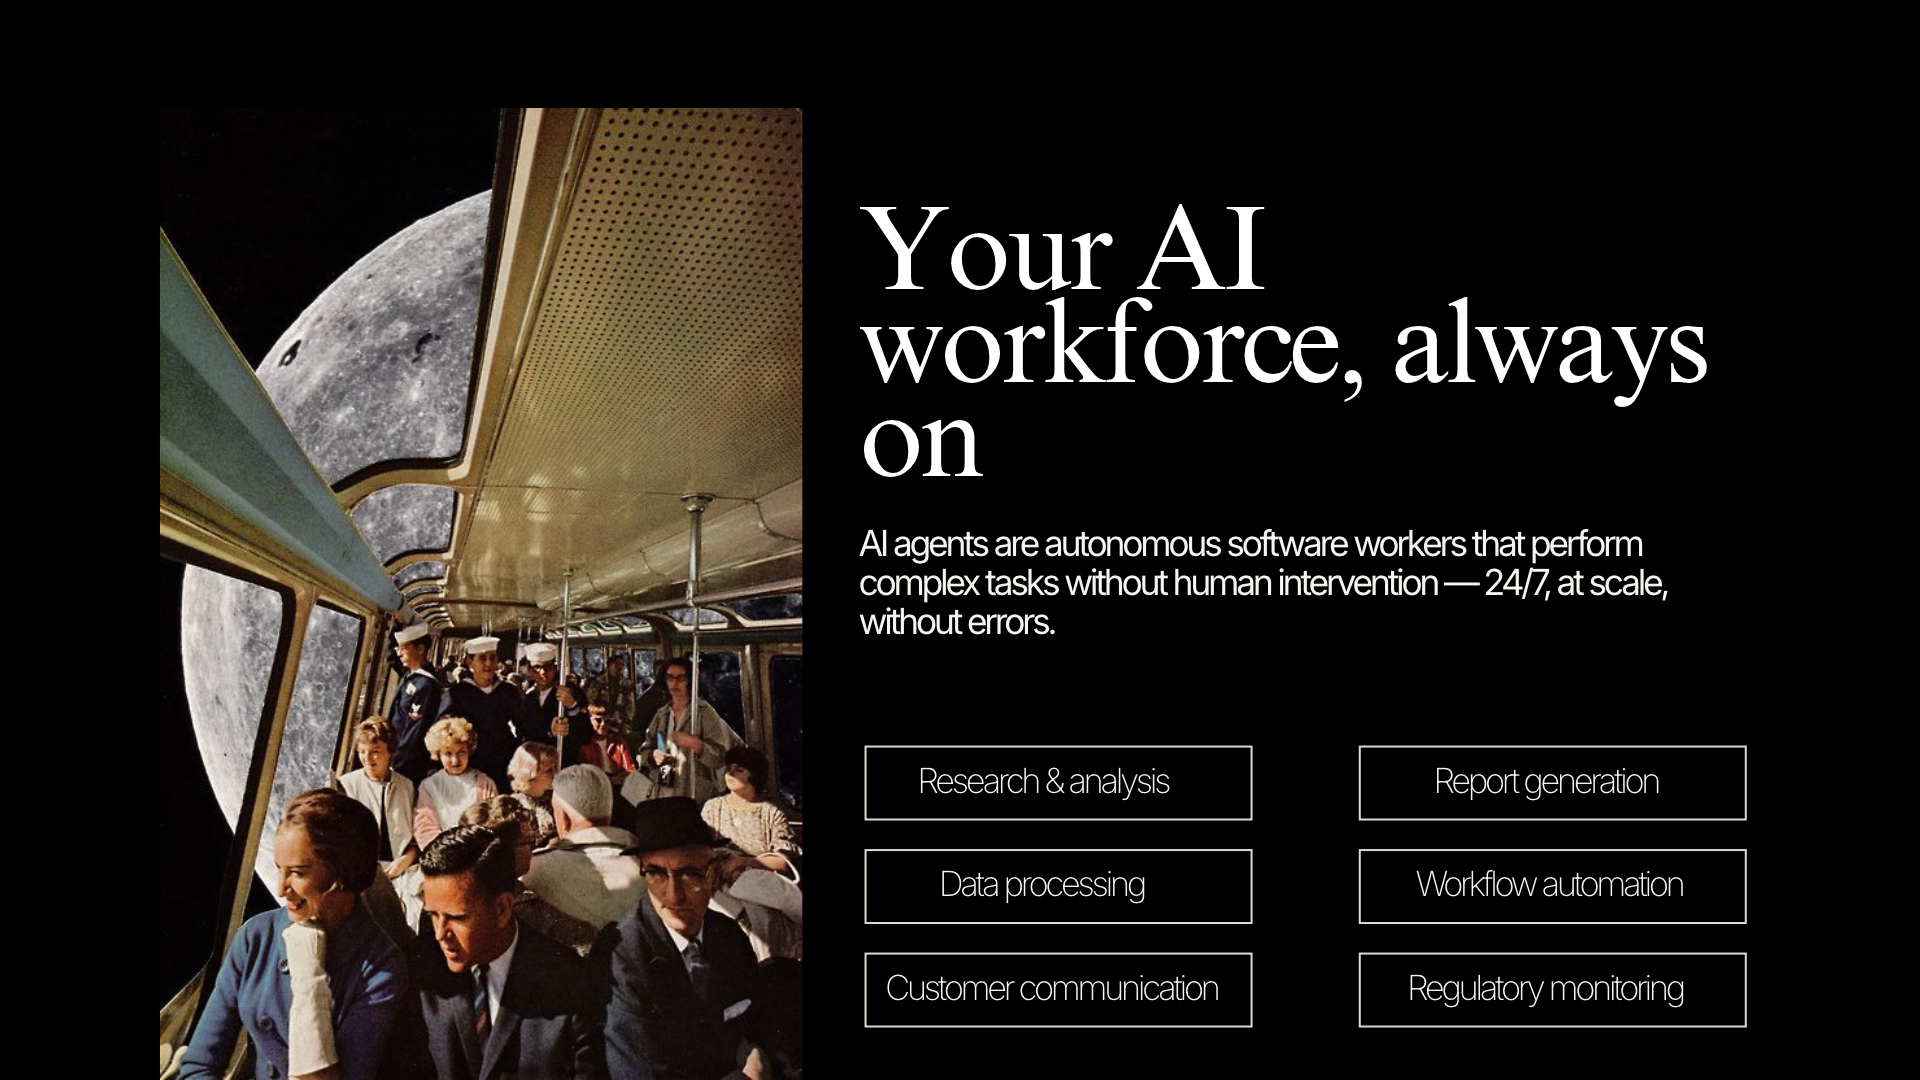 Your AI
workforce, always
on
AI agents are autonomous software workers that perform
complex tasks without human intervention — 24/7, at scale,
without errors.
Research & analysis
Report generation
Data processing
Workflow automation
Customer communication
Regulatory monitoring